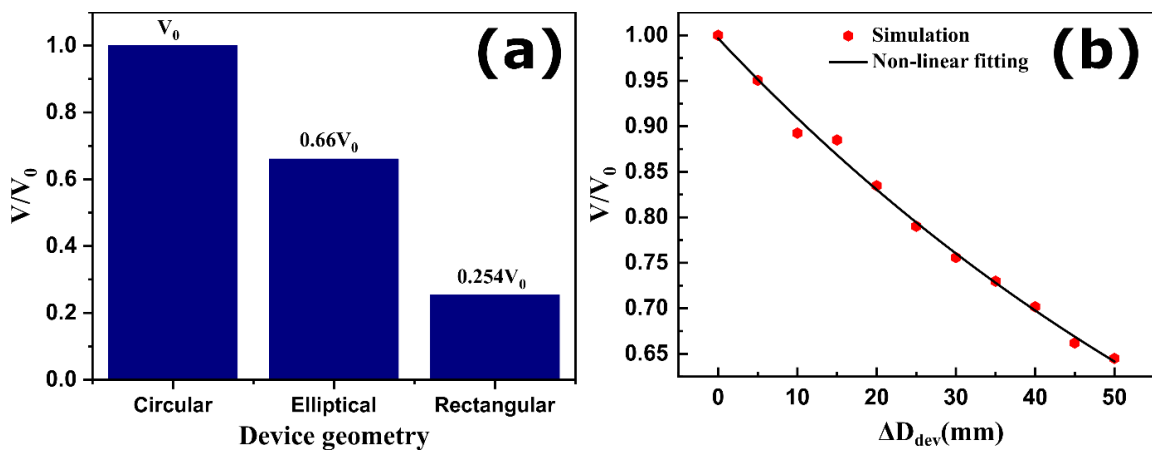 (a)
V₀
0.66V₀
0.254V₀
V/V₀
1.0
0.8
0.6
0.4
0.2
0.0
Circular Elliptical Rectangular
Device geometry
(b)
Simulation
Non-linear fitting
V/V₀
1.00
0.95
0.90
0.85
0.80
0.75
0.70
0.65
0 10 20 30 40 50
ΔD_dev(mm)